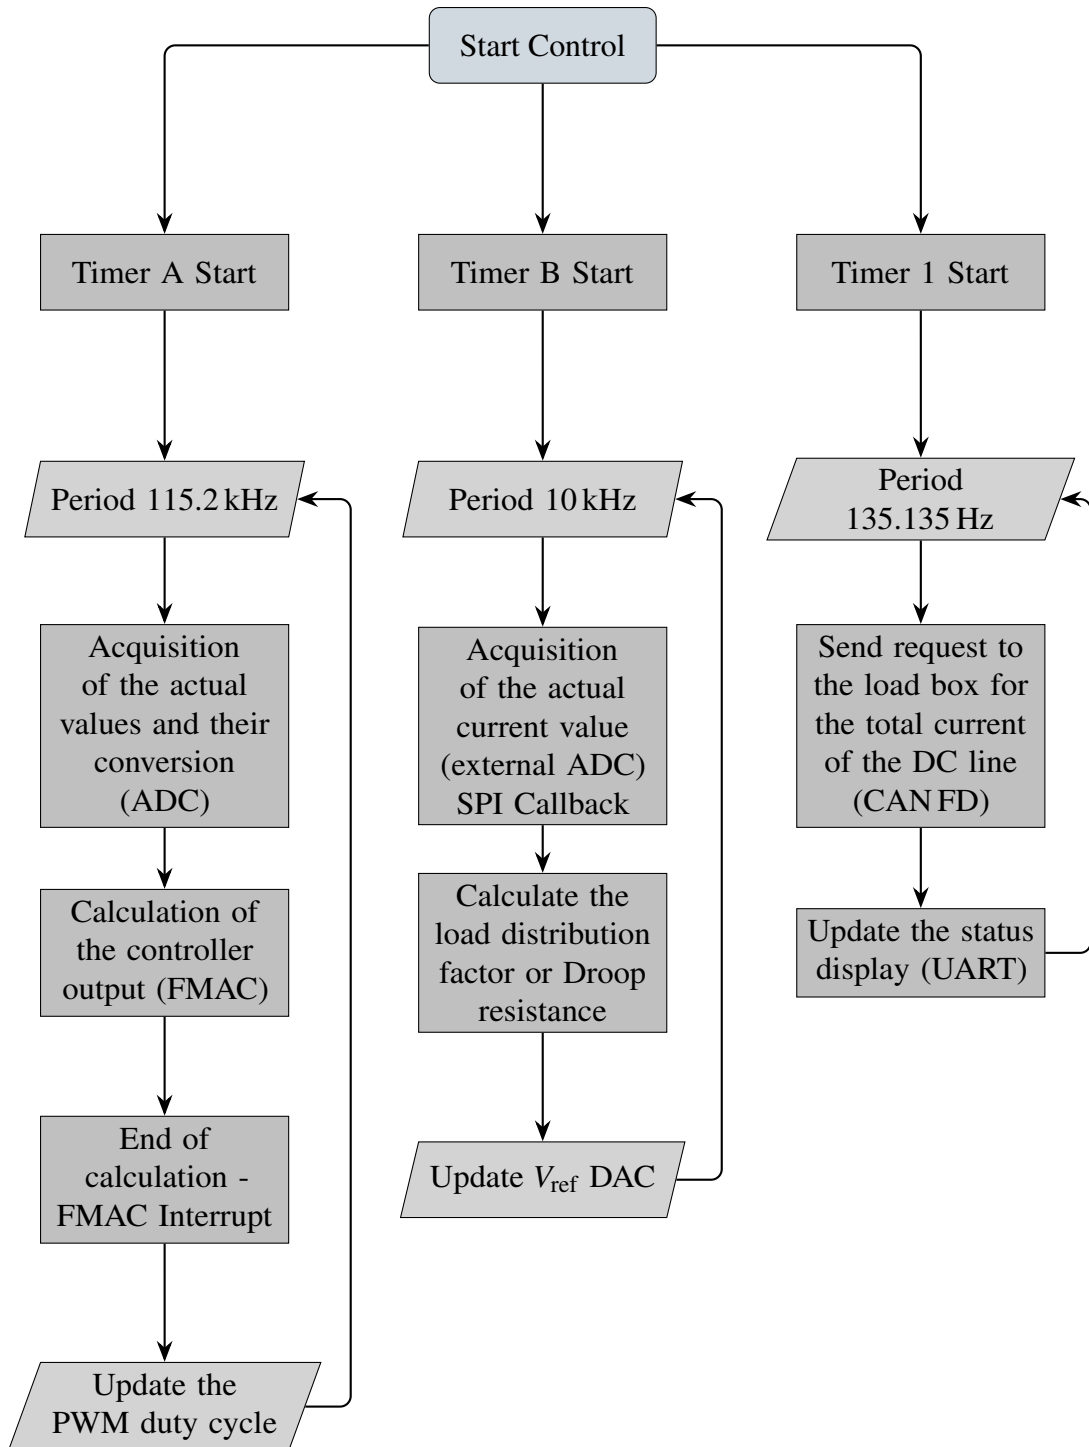 Start Control
Timer A Start
Timer B Start
Timer 1 Start
Period 115.2 kHz
Period 10 kHz
Period
135.135 Hz
Acquisition
of the actual
values and their
conversion
(ADC)
Acquisition
of the actual
current value
(external ADC)
SPI Callback
Send request to
the load box for
the total current
of the DC line
(CAN FD)
Calculation of
the controller
output (FMAC)
Calculate the
load distribution
factor or Droop
resistance
Update the status
display (UART)
End of
calculation -
FMAC Interrupt
Update Vref DAC
Update the
PWM duty cycle